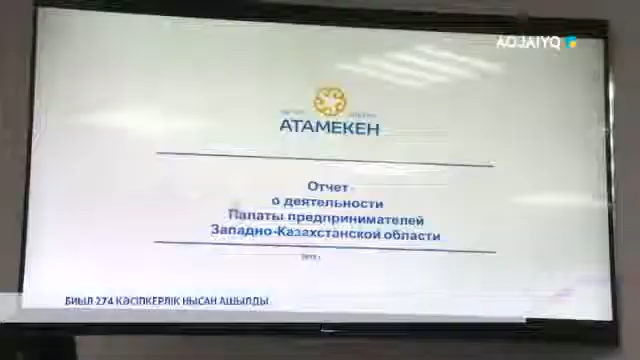 AQJAIYQ
АТАМЕКЕН
Отчет
о деятельности
Палаты предпринимателей
Западно-Казахстанской области
БИЫЛ 274 КӘСІПКЕРЛІК НЫСАН АШЫЛДЫ